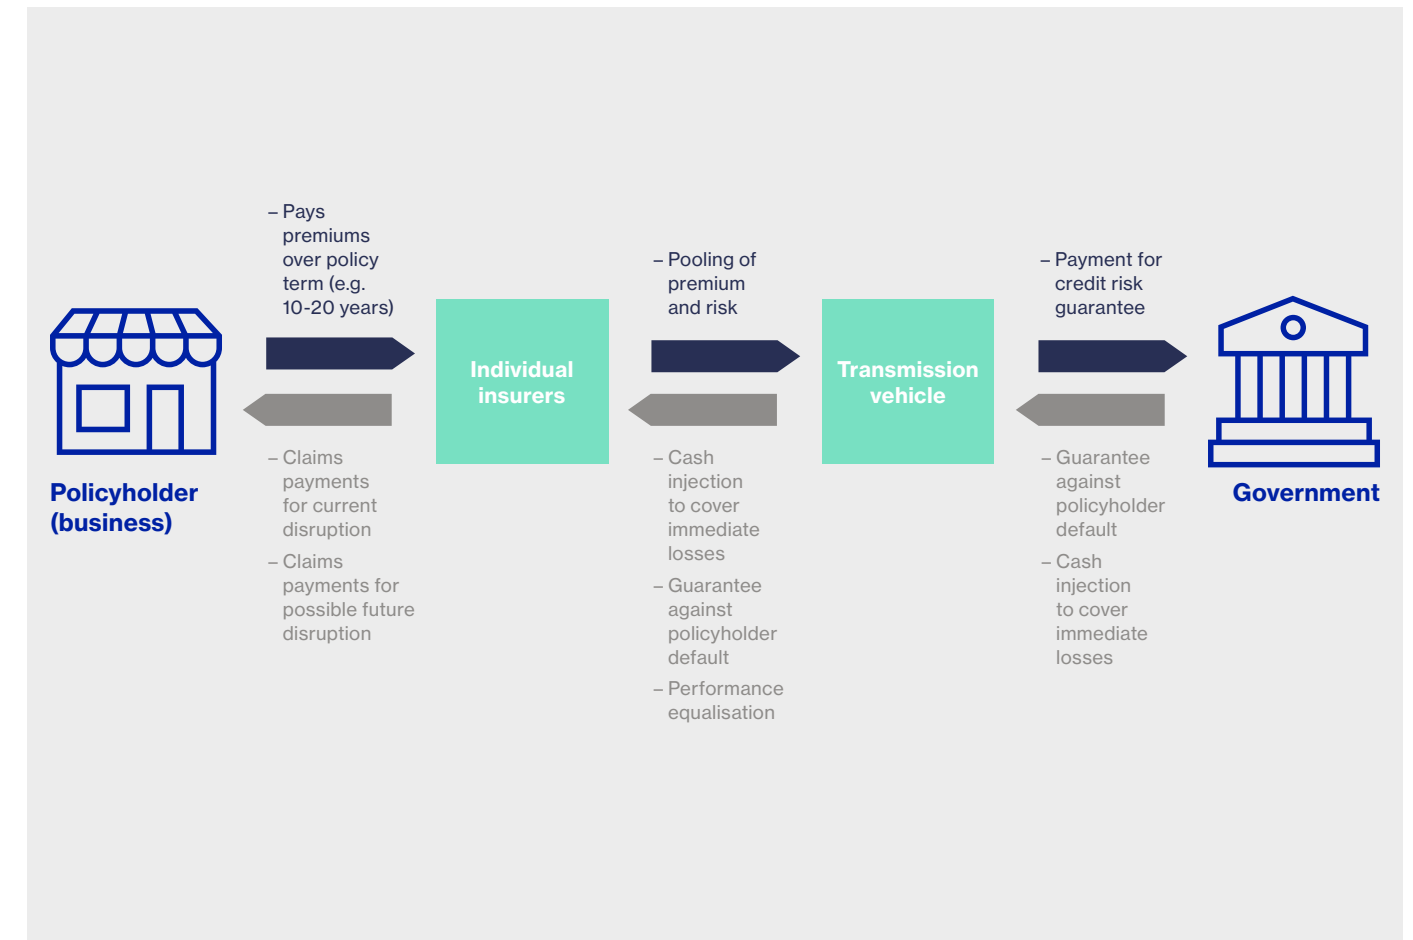 – Pays
premiums
over policy
term (e.g.
10-20 years)
– Pooling of
premium
and risk
– Payment for
credit risk
guarantee
Individual
insurers
Transmission
vehicle
Policyholder
(business)
– Claims
payments
for current
disruption
– Claims
payments for
possible future
disruption
– Cash
injection
to cover
immediate
losses
– Guarantee
against
policyholder
default
– Performance
equalisation
– Guarantee
against
policyholder
default
– Cash
injection
to cover
immediate
losses
Government